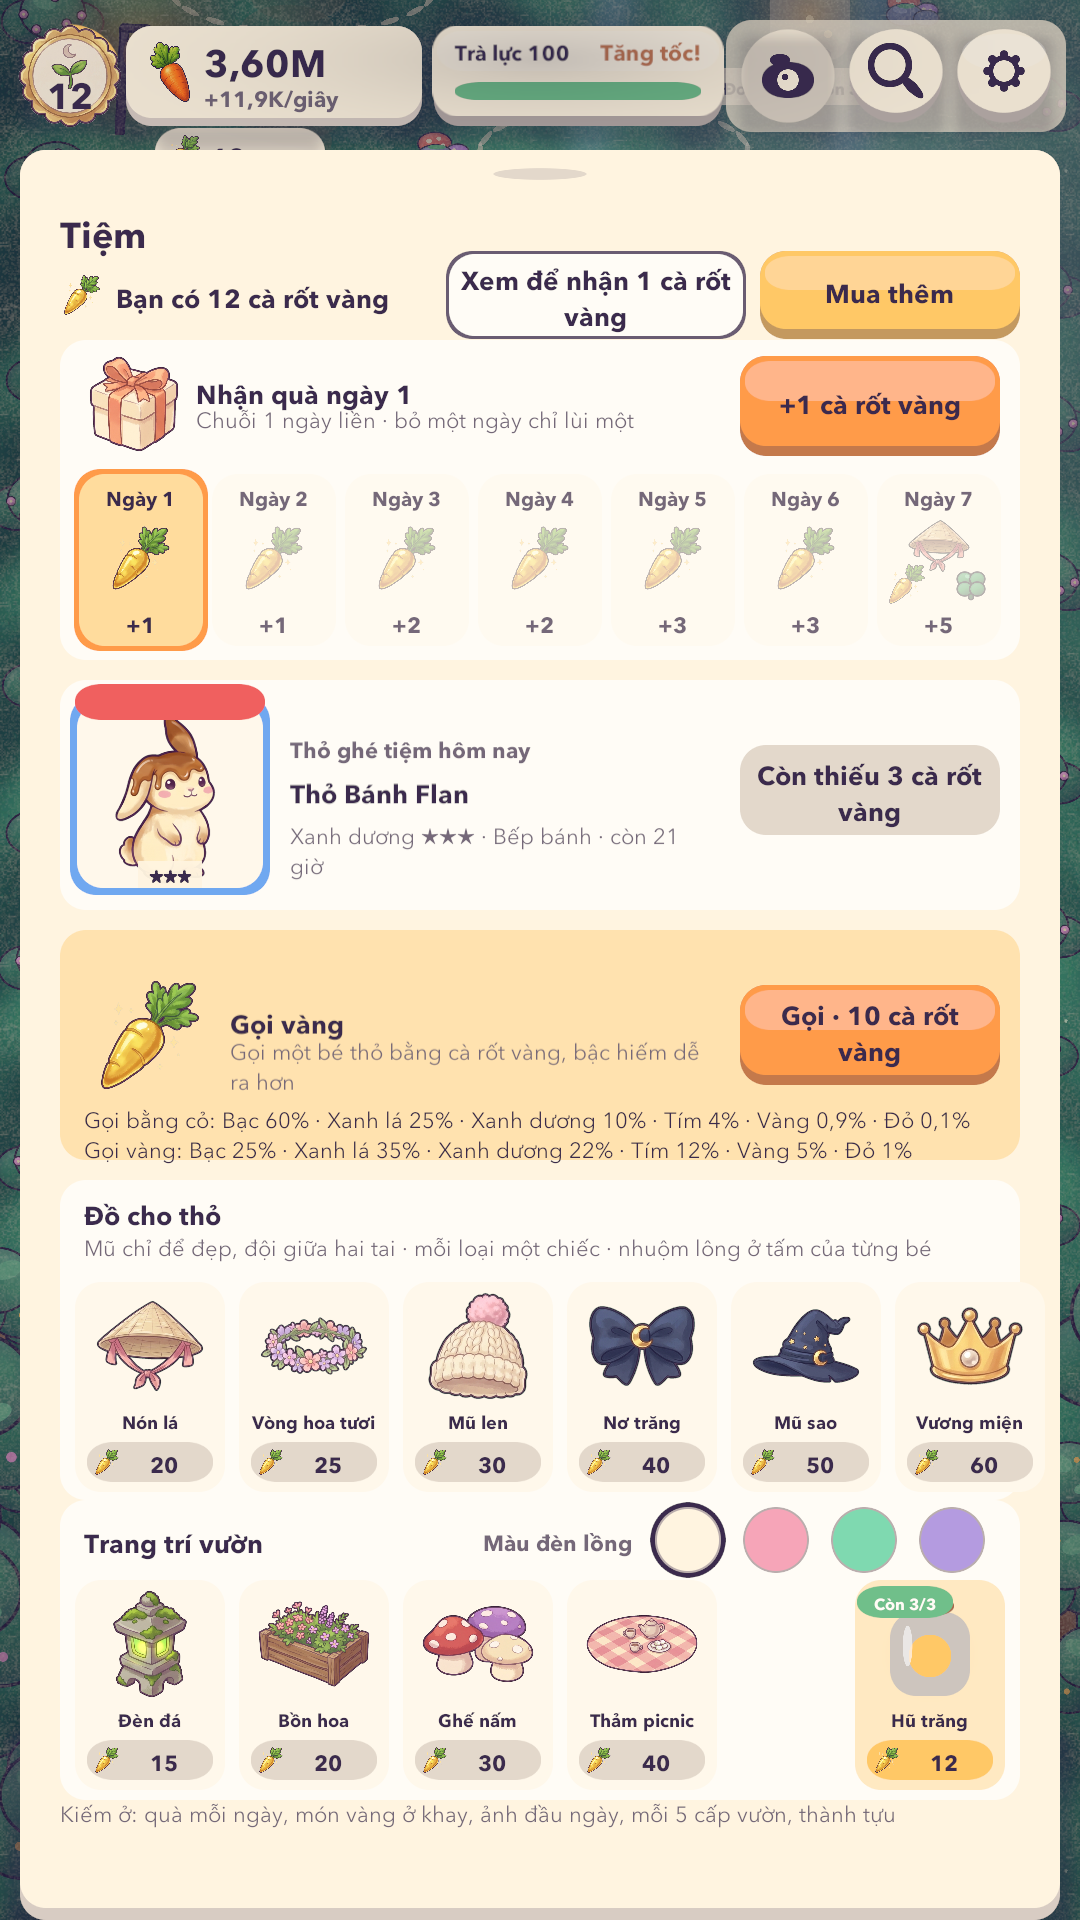 12
3,60M
+11,9K/giây
Trà lực 100 Tăng tốc!
Tiệm
Bạn có 12 cà rốt vàng
Xem để nhận 1 cà rốt
vàng
Mua thêm
Nhận quà ngày 1
Chuỗi 1 ngày liền · bỏ một ngày chỉ lùi một
+1 cà rốt vàng
Ngày 1 Ngày 2 Ngày 3 Ngày 4 Ngày 5 Ngày 6 Ngày 7
+1 +1 +2 +2 +3 +3 +5
Thỏ ghé tiệm hôm nay
Thỏ Bánh Flan
Xanh dương ★★★ · Bếp bánh · còn 21
giờ
★★★
Còn thiếu 3 cà rốt
vàng
Gọi vàng
Gọi một bé thỏ bằng cà rốt vàng, bậc hiếm dễ
ra hơn
Gọi · 10 cà rốt
vàng
Gọi bằng cỏ: Bạc 60% · Xanh lá 25% · Xanh dương 10% · Tím 4% · Vàng 0,9% · Đỏ 0,1%
Gọi vàng: Bạc 25% · Xanh lá 35% · Xanh dương 22% · Tím 12% · Vàng 5% · Đỏ 1%
Đồ cho thỏ
Mũ chỉ để đẹp, đội giữa hai tai · mỗi loại một chiếc · nhuộm lông ở tấm của từng bé
Nón lá Vòng hoa tươi Mũ len Nơ trăng Mũ sao Vương miện
20 25 30 40 50 60
Trang trí vườn Màu đèn lồng
Còn 3/3
Đèn đá Bồn hoa Ghế nấm Thảm picnic Hũ trăng
15 20 30 40 12
Kiếm ở: quà mỗi ngày, món vàng ở khay, ảnh đầu ngày, mỗi 5 cấp vườn, thành tựu